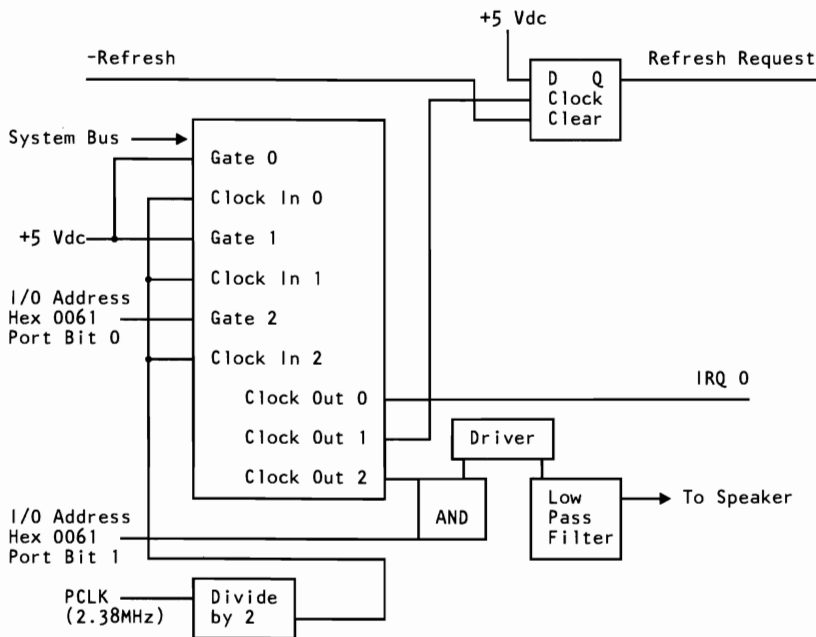 +5 Vdc
-Refresh
D Q
Refresh Request
Clock
Clear
System Bus
Gate 0
Clock In 0
+5 Vdc
Gate 1
Clock In 1
I/O Address
Hex 0061
Port Bit 0
Gate 2
Clock In 2
IRQ 0
Clock Out 0
Clock Out 1
Driver
Clock Out 2
AND
Low
Pass
Filter
To Speaker
I/O Address
Hex 0061
Port Bit 1
PCLK
(2.38MHz)
Divide
by 2